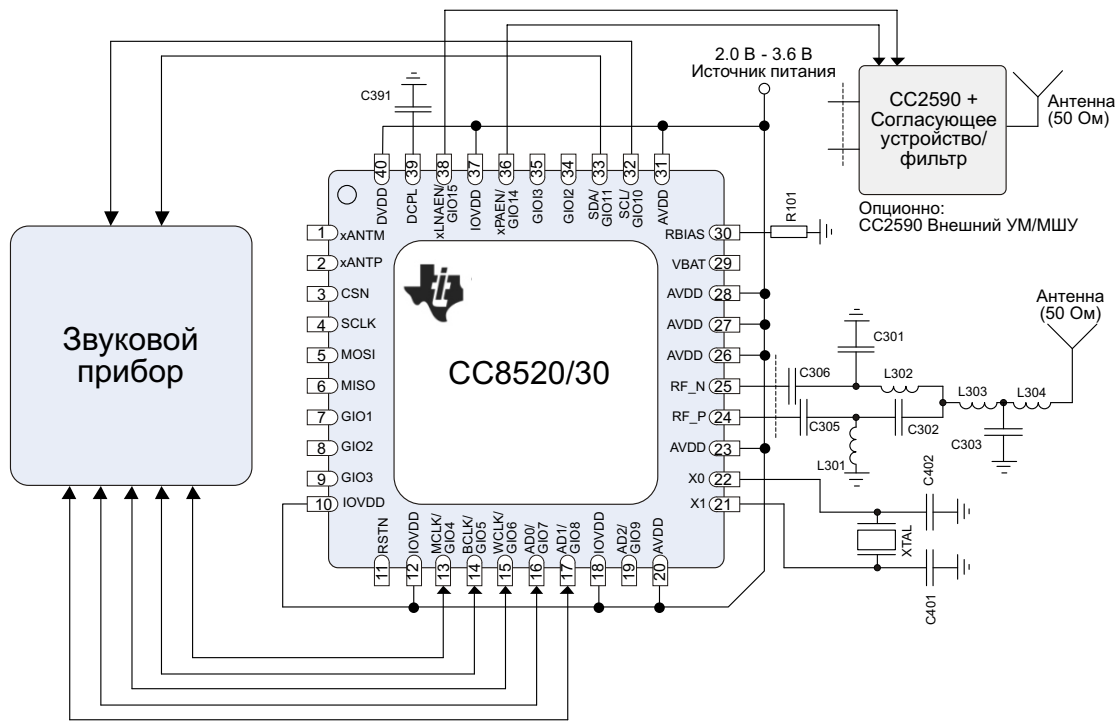 2.0 В - 3.6 В
Источник питания
CC2590 +
Согласующее
устройство/
фильтр
Антенна
(50 Ом)
Опционно:
CC2590 Внешний УМ/МШУ
C391
40
39
38
37
36
35
34
33
32
31
DVDD
DCPL
xLNAEN/
GIO15
IOVDD
xPAEN/
GIO14
GIO13
GIO12
SDA/
GIO11
SCL/
GIO10
AVDD
R101
Звуковой
прибор
1 xANTM
2 xANTP
3 CSN
4 SCLK
5 MOSI
6 MISO
7 GIO1
8 GIO2
9 GIO3
10 IOVDD
CC8520/30
RBIAS 30
VBAT 29
AVDD 28
AVDD 27
AVDD 26
RF_N 25
RF_P 24
AVDD 23
X0 22
X1 21
Антенна
(50 Ом)
C301
C306
L302
L303
L304
C305
C302
C303
L301
C402
XTAL
C401
RSTN
IOVDD
MCLK/
GIO4
BCLK/
GIO5
WCLK/
GIO6
AD0/
GIO7
AD1/
GIO8
IOVDD
AD2/
GIO9
AVDD
11
12
13
14
15
16
17
18
19
20